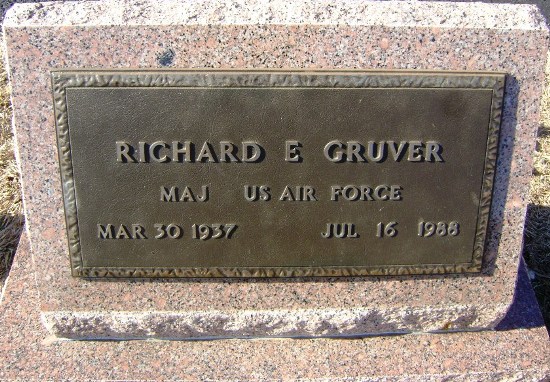 RICHARD E GRUVER
MAJ US AIR FORCE
MAR 30 1937 JUL 16 1988